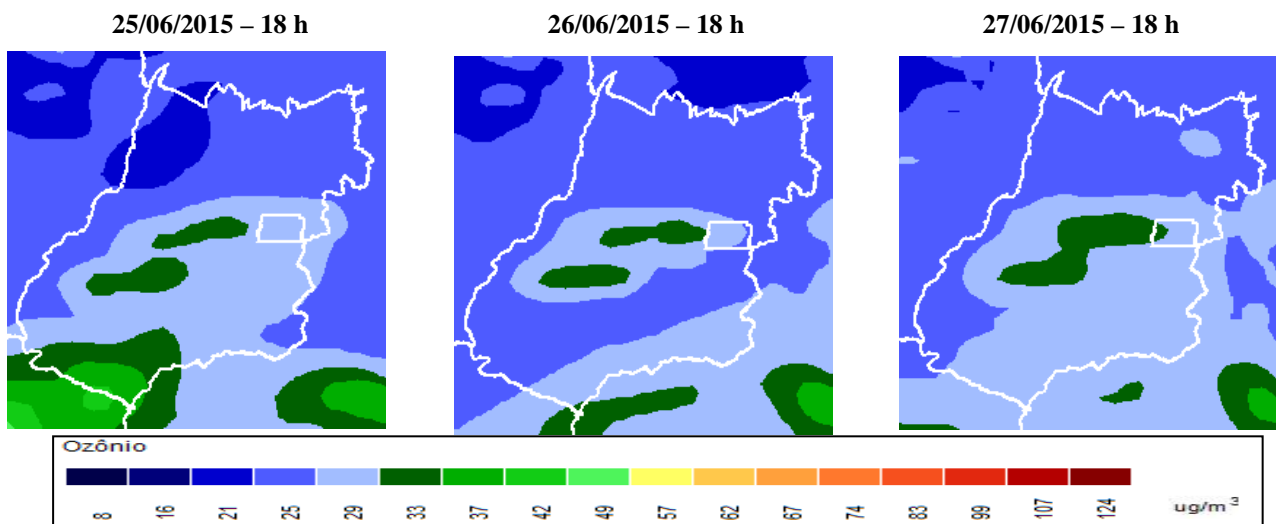 25/06/2015 – 18 h
26/06/2015 – 18 h
27/06/2015 – 18 h
Ozônio
8 16 21 25 29 33 37 42 49 57 62 67 74 83 99 107 124 ug/m³